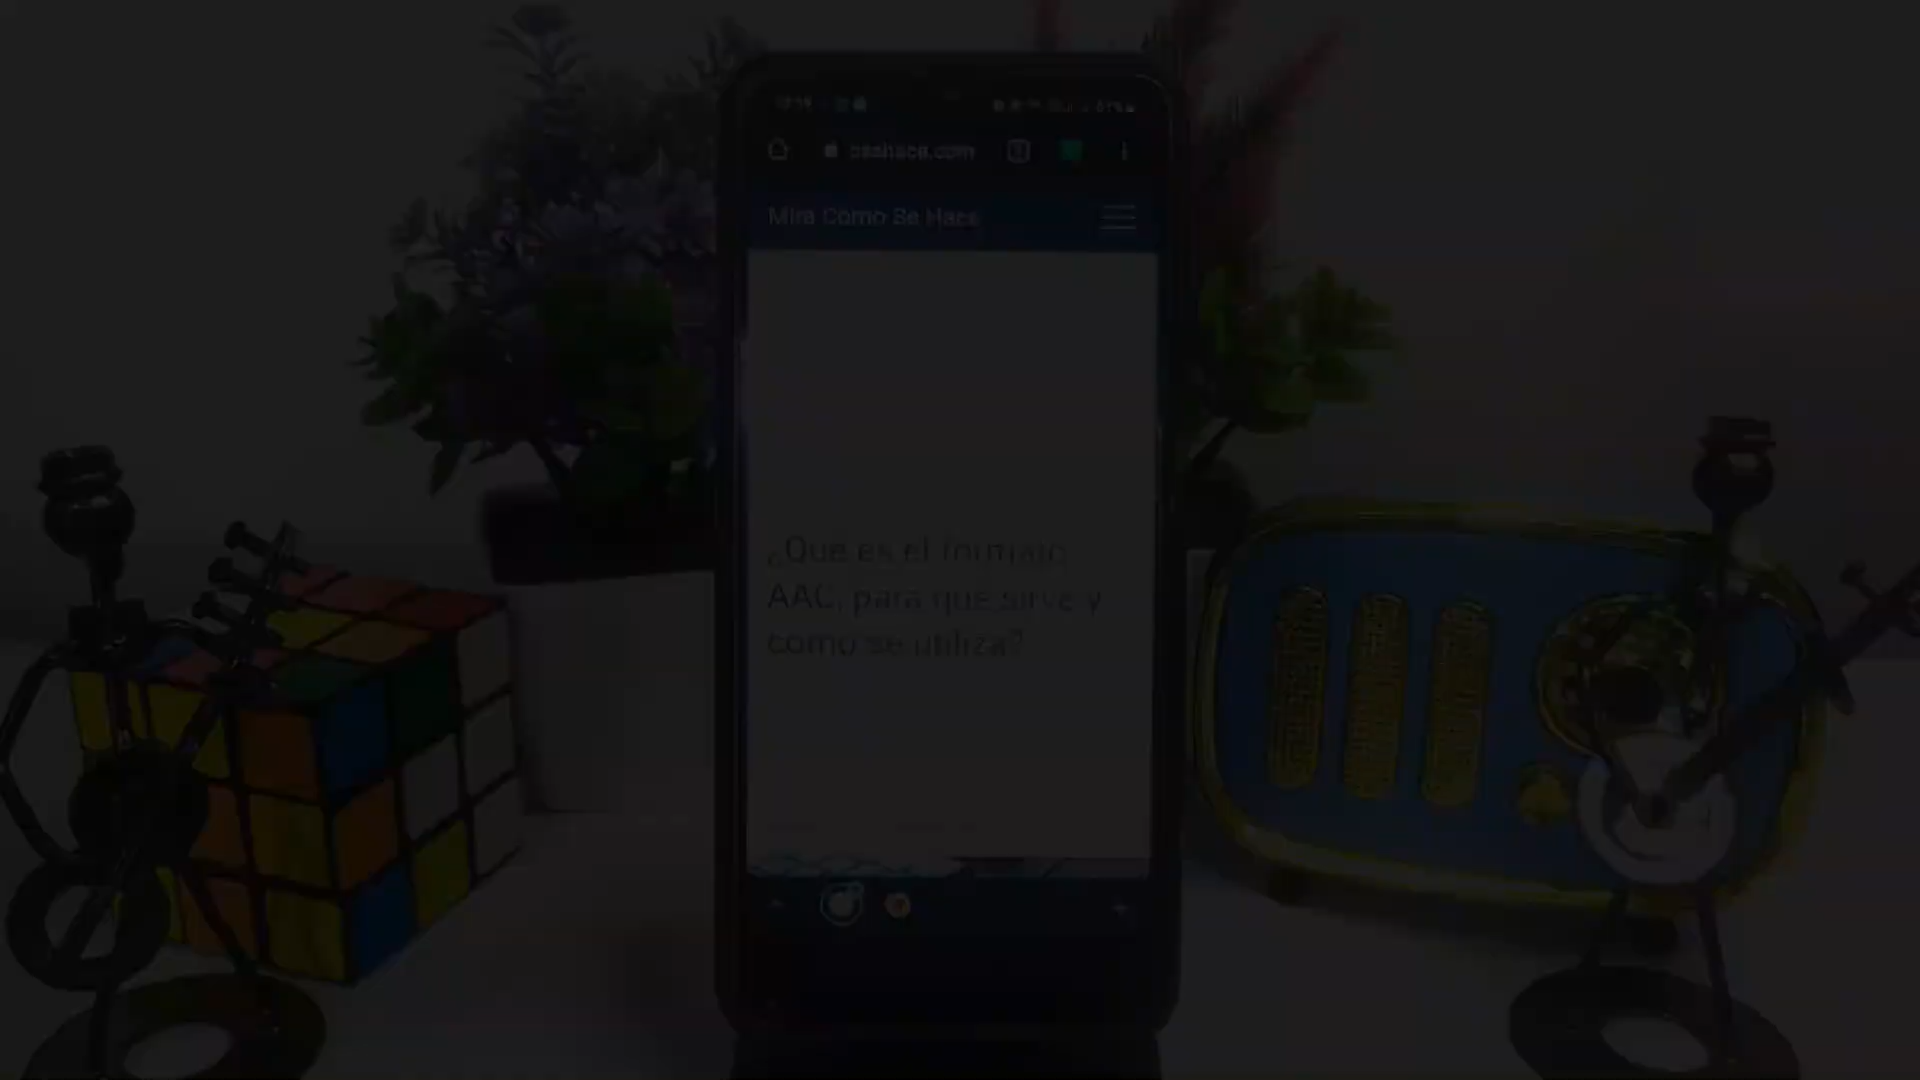 Mira Como Se Hace
¿Que es el formato
AAC, para que sirve y
como se utiliza?